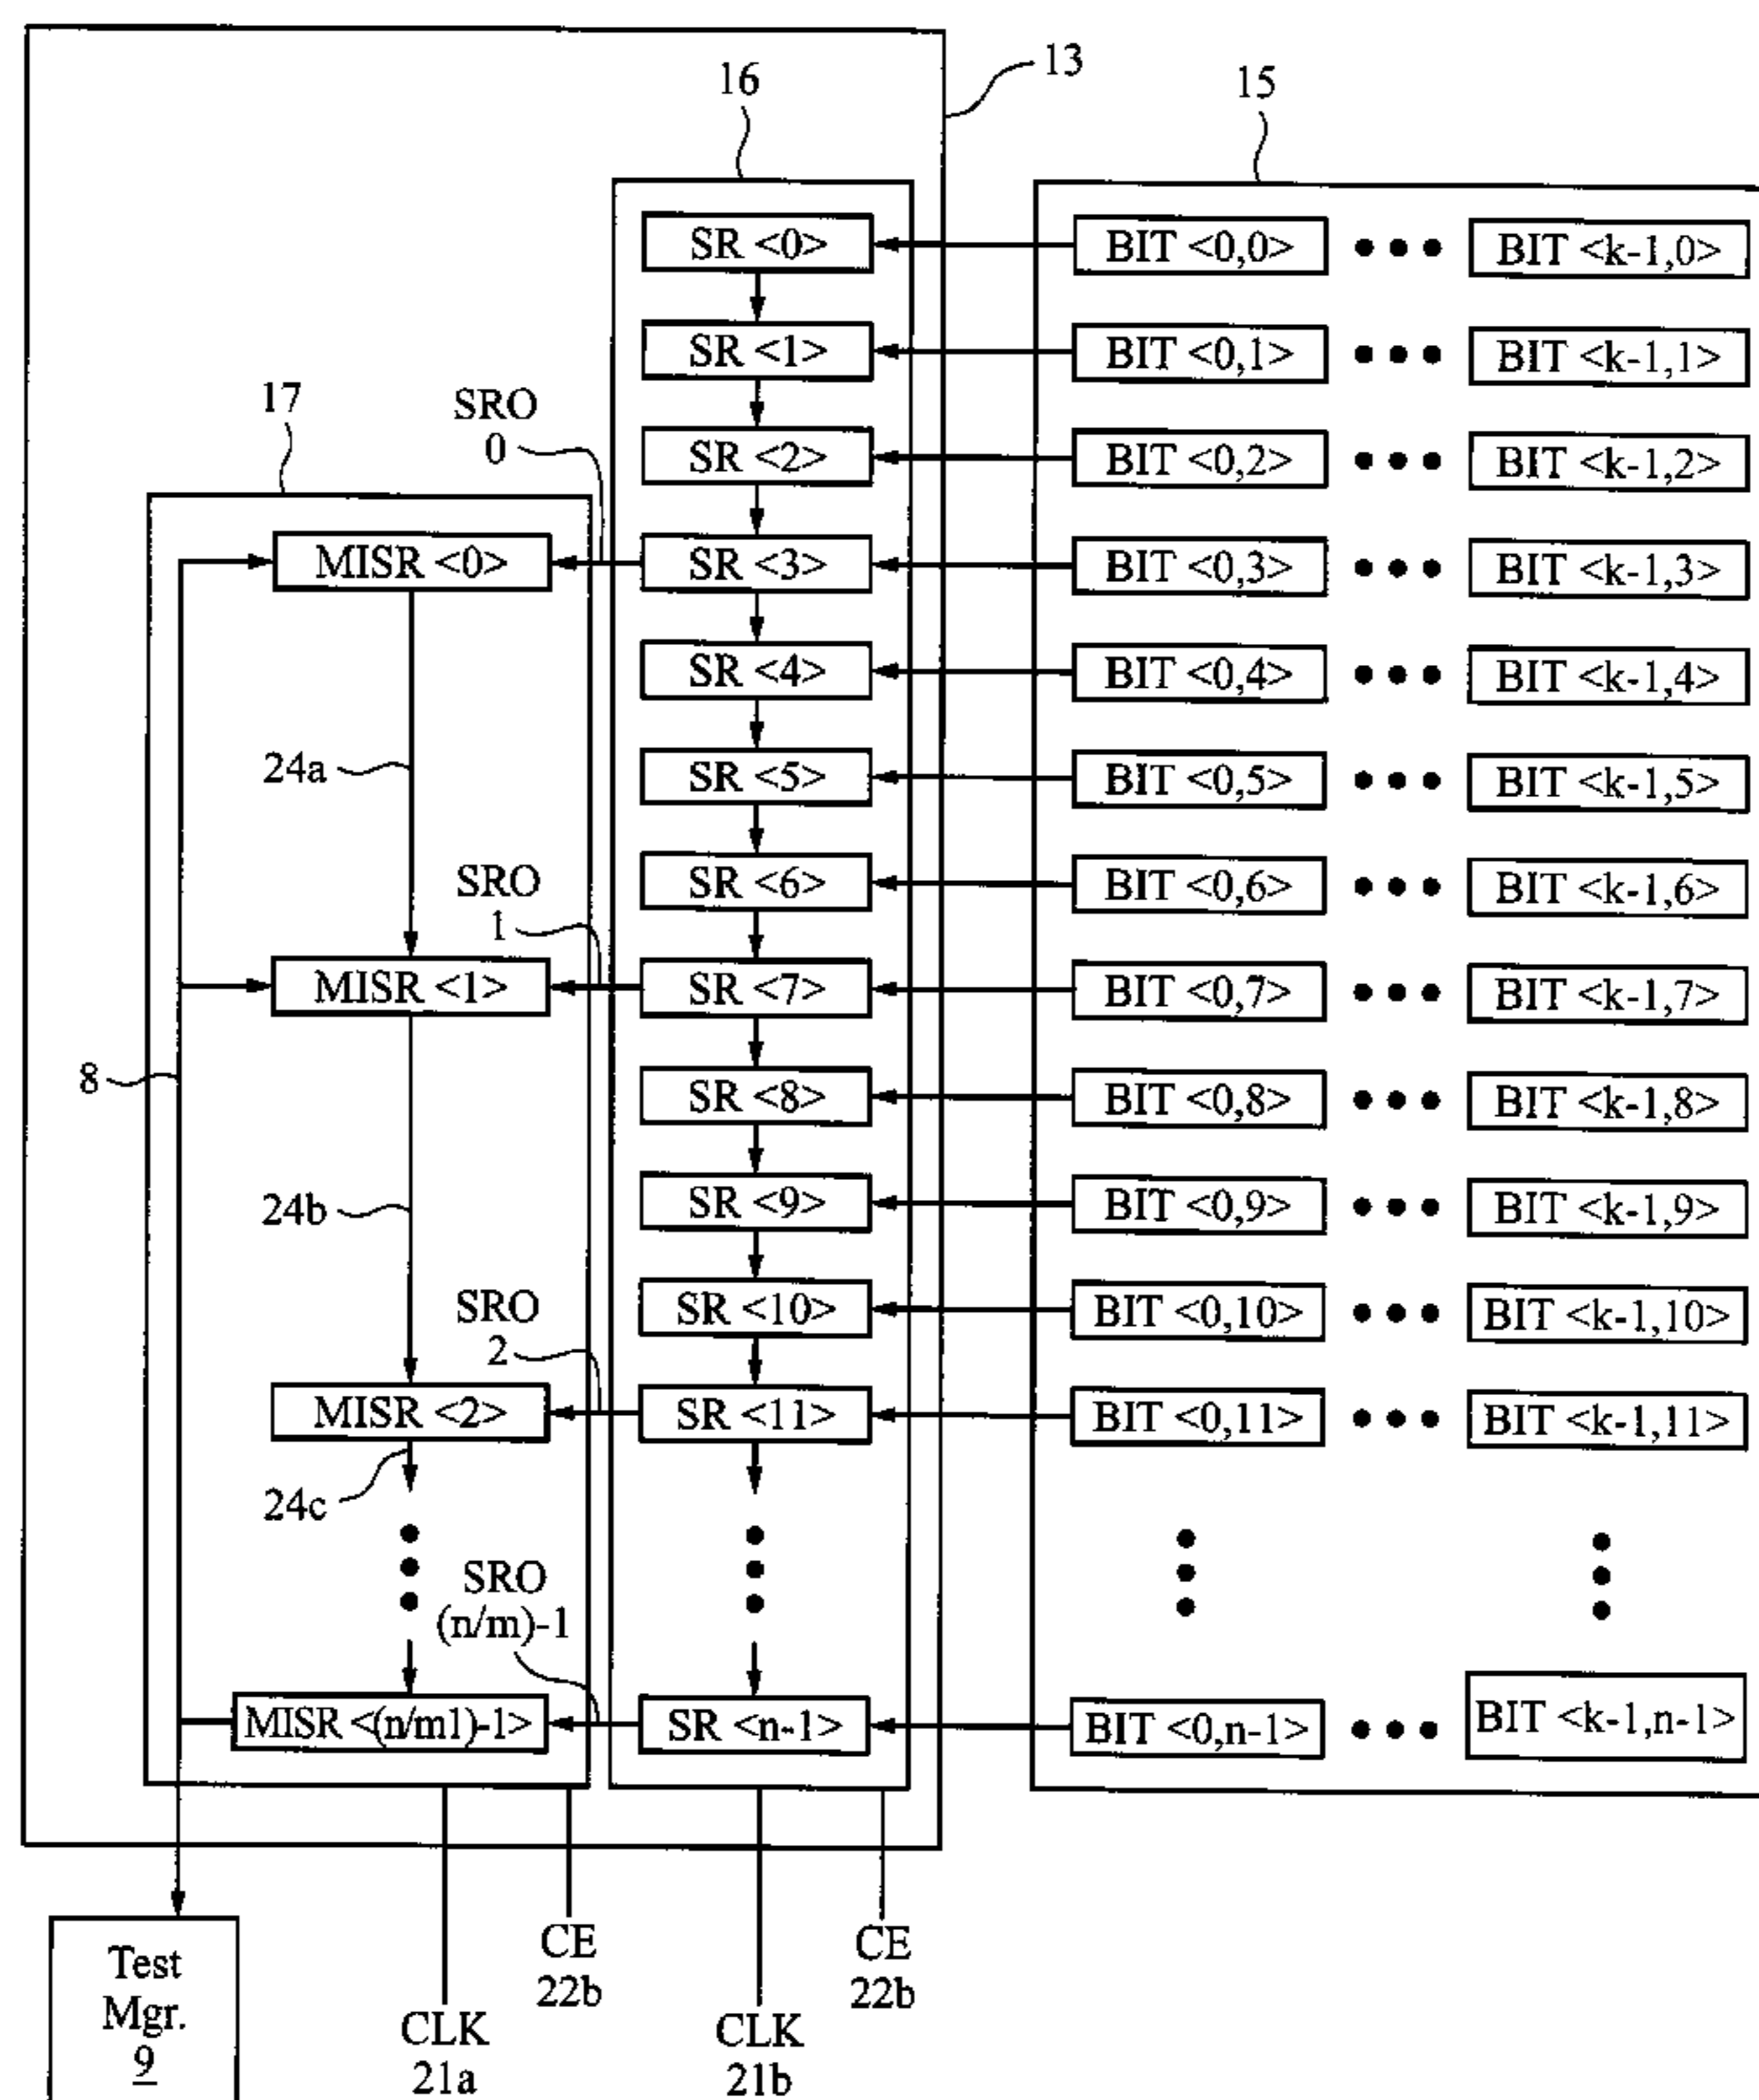 13
16
15
SR <0>
BIT <0,0>
BIT <k-1,0>
SR <1>
BIT <0,1>
BIT <k-1,1>
17
SRO
0
SR <2>
BIT <0,2>
BIT <k-1,2>
MISR <0>
SR <3>
BIT <0,3>
BIT <k-1,3>
SR <4>
BIT <0,4>
BIT <k-1,4>
24a
SR <5>
BIT <0,5>
BIT <k-1,5>
SRO
1
SR <6>
BIT <0,6>
BIT <k-1,6>
MISR <1>
SR <7>
BIT <0,7>
BIT <k-1,7>
8
SR <8>
BIT <0,8>
BIT <k-1,8>
24b
SR <9>
BIT <0,9>
BIT <k-1,9>
SRO
2
SR <10>
BIT <0,10>
BIT <k-1,10>
MISR <2>
SR <11>
BIT <0,11>
BIT <k-1,11>
24c
SRO
(n/m)-1
MISR <(n/m1)-1>
SR <n-1>
BIT <0,n-1>
BIT <k-1,n-1>
Test
Mgr.
9
CLK
21a
CE
22b
CLK
21b
CE
22b